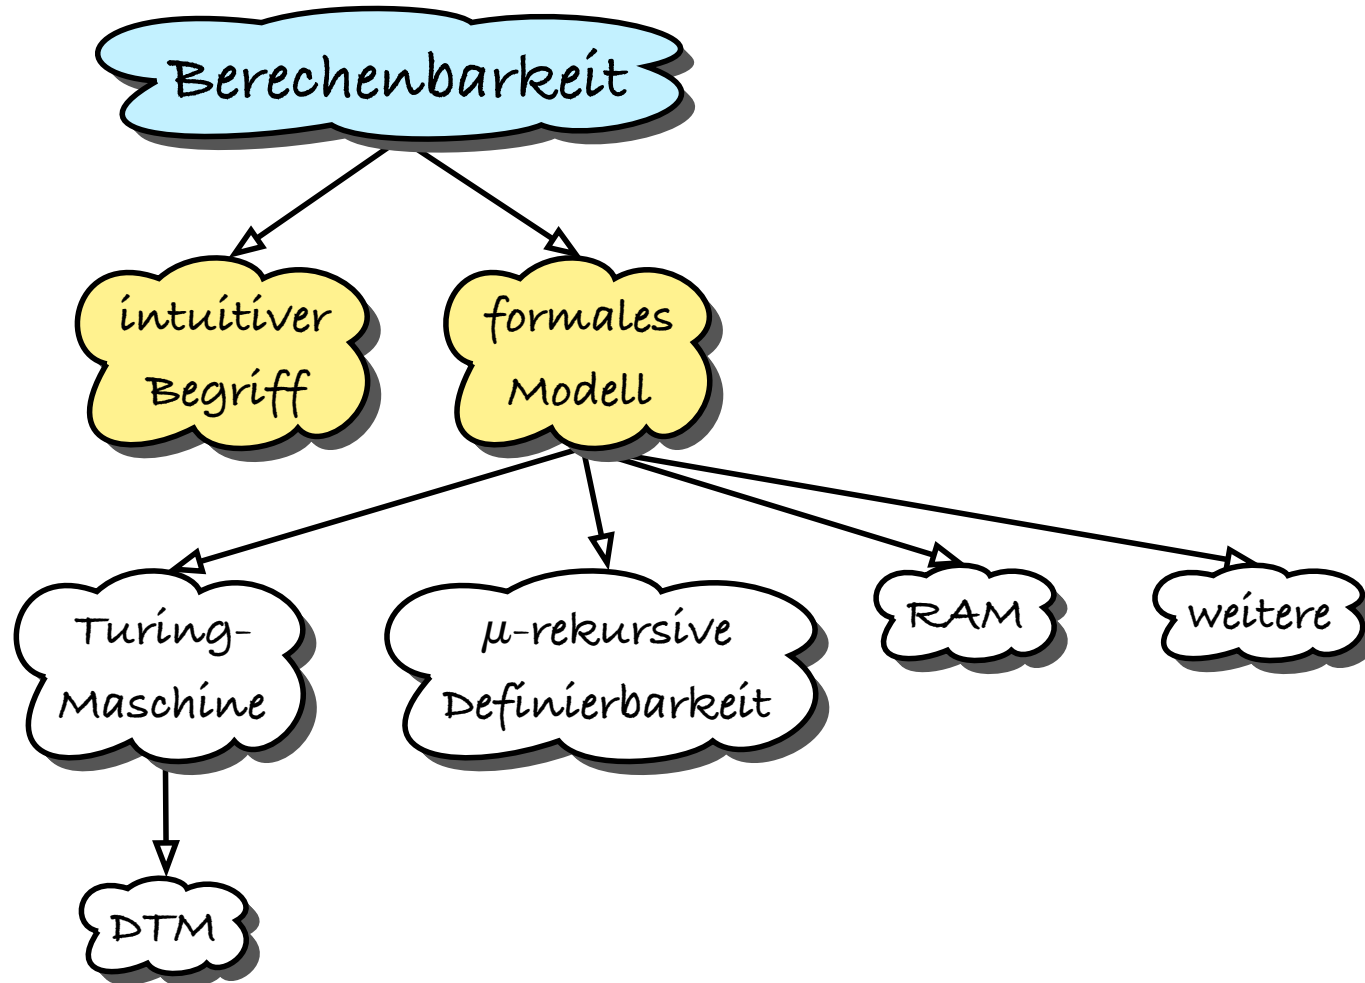 Berechenbarkeit
intuitiver
Begriff
formales
Modell
Turing-
Maschine
µ-rekursive
Definierbarkeit
RAM
weitere
DTM